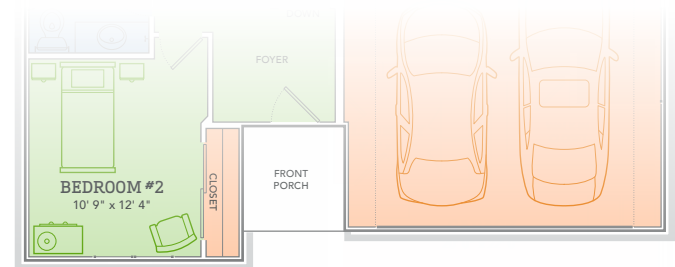 FOYER
FRONT
PORCH
CLOSET
BEDROOM #2
10' 9" x 12' 4"